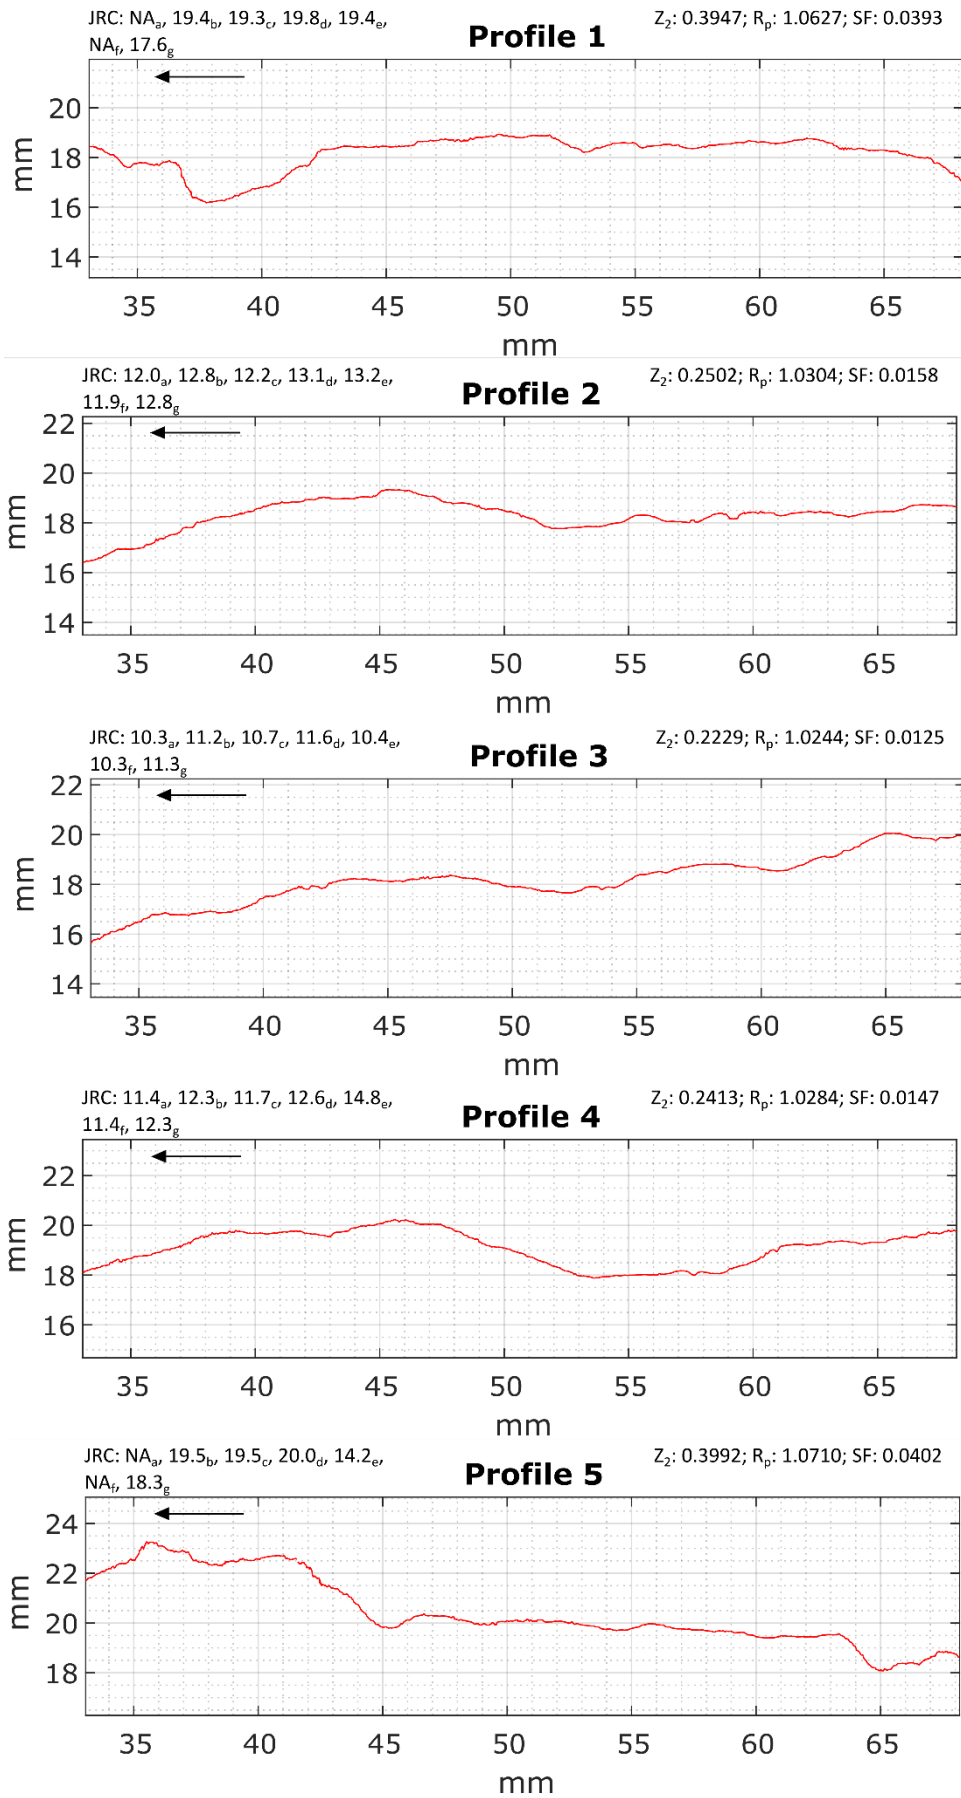 JRC: NAa, 19.4b, 19.3c, 19.8d, 19.4e,
NAf, 17.6g
Profile 1
Z2: 0.3947; Rp: 1.0627; SF: 0.0393
20
18
16
14
mm
35 40 45 50 55 60 65
mm
JRC: 12.0a, 12.8b, 12.2c, 13.1d, 13.2e,
11.9f, 12.8g
Profile 2
Z2: 0.2502; Rp: 1.0304; SF: 0.0158
22
20
18
16
14
mm
35 40 45 50 55 60 65
mm
JRC: 10.3a, 11.2b, 10.7c, 11.6d, 10.4e,
10.3f, 11.3g
Profile 3
Z2: 0.2229; Rp: 1.0244; SF: 0.0125
22
20
18
16
14
mm
35 40 45 50 55 60 65
mm
JRC: 11.4a, 12.3b, 11.7c, 12.6d, 14.8e,
11.4f, 12.3g
Profile 4
Z2: 0.2413; Rp: 1.0284; SF: 0.0147
22
20
18
16
mm
35 40 45 50 55 60 65
mm
JRC: NAa, 19.5b, 19.5c, 20.0d, 14.2e,
NAf, 18.3g
Profile 5
Z2: 0.3992; Rp: 1.0710; SF: 0.0402
24
22
20
18
mm
35 40 45 50 55 60 65
mm